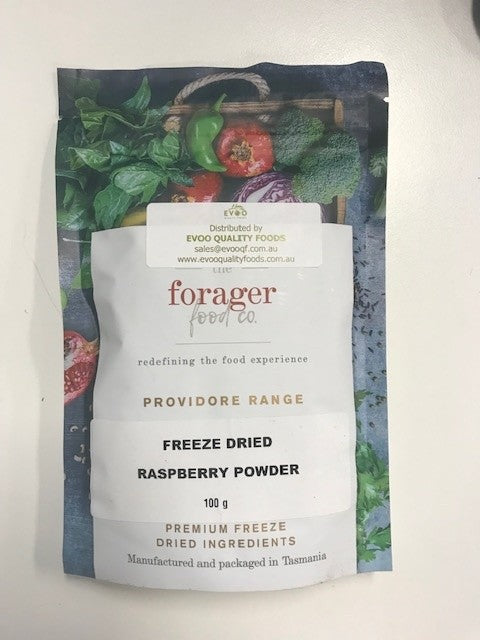 EVOO
Distributed by
EVOO QUALITY FOODS
sales@evooqf.com.au
www.evooqualityfoods.com.au
the
forager
food co.
redefining the food experience
PROVIDORE RANGE
FREEZE DRIED
RASPBERRY POWDER
100 g
PREMIUM FREEZE
DRIED INGREDIENTS
Manufactured and packaged in Tasmania